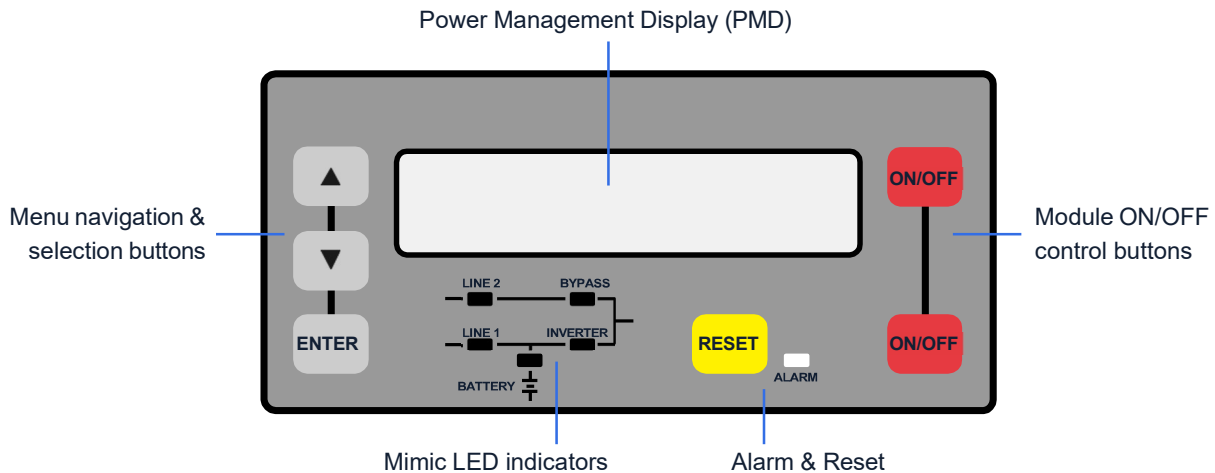 Power Management Display (PMD)
ON/OFF
Menu navigation &
selection buttons
Module ON/OFF
control buttons
LINE 2
BYPASS
LINE 1
INVERTER
ENTER
RESET
ON/OFF
ALARM
BATTERY
Mimic LED indicators
Alarm & Reset